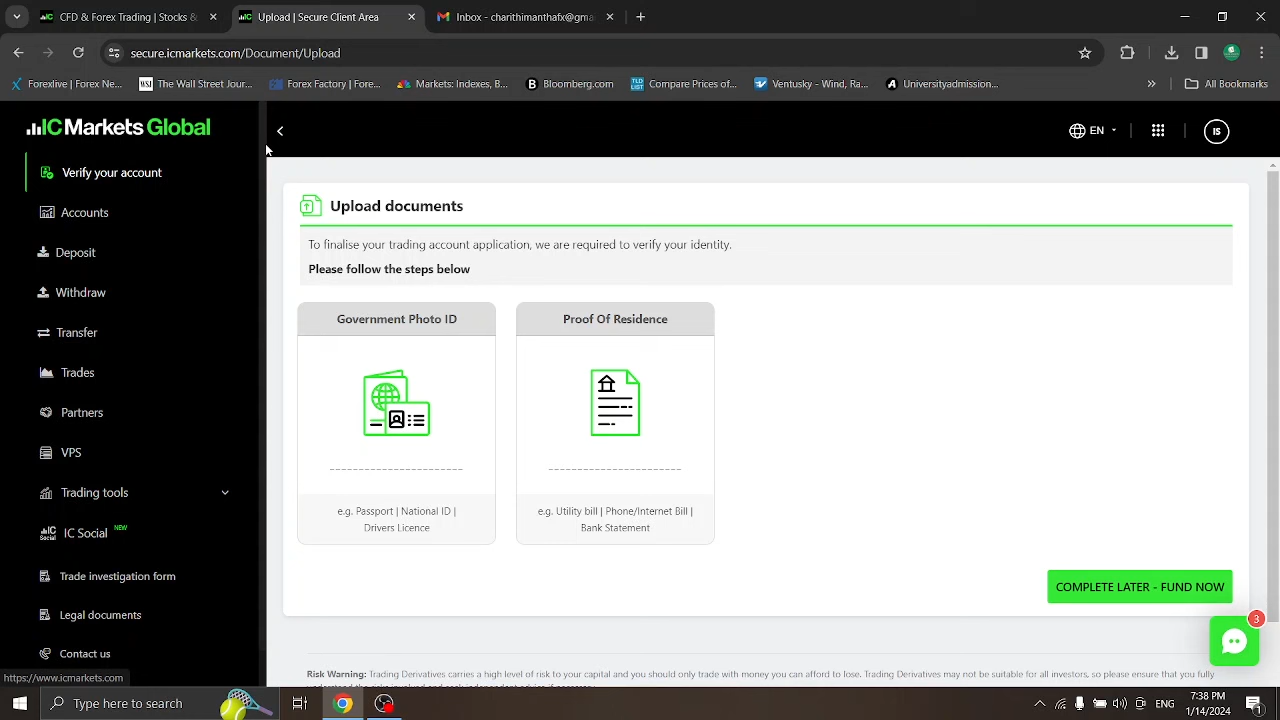 CFD & Forex Trading | Stocks &
Upload | Secure Client Area
Inbox - charithimanthafx@gma
secure.icmarkets.com/Document/Upload
Forexlive | Forex Ne...
WSJ
The Wall Street Jour...
Forex Factory | Fore...
Markets: Indexes, B...
B
Bloomberg.com
TLD LIST
Compare Prices of...
Ventusky - Wind, Ra...
A
Universityadmission...
All Bookmarks
IC Markets Global
EN
IS
Verify your account
Accounts
Deposit
Withdraw
Transfer
Trades
Partners
VPS
Trading tools
IC Social NEW
Trade investigation form
Legal documents
Contact us
Upload documents
To finalise your trading account application, we are required to verify your identity.
Please follow the steps below
Government Photo ID
e.g. Passport | National ID |
Drivers Licence
Proof Of Residence
e.g. Utility bill | Phone/Internet Bill |
Bank Statement
COMPLETE LATER - FUND NOW
3
Risk Warning: Trading Derivatives carries a high level of risk to your capital and you should only trade with money you can afford to lose. Trading Derivatives may not be suitable for all investors, so please ensure that you fully
https://www.icmarkets.com
Type here to search
ENG
7:38 PM
1/14/2024